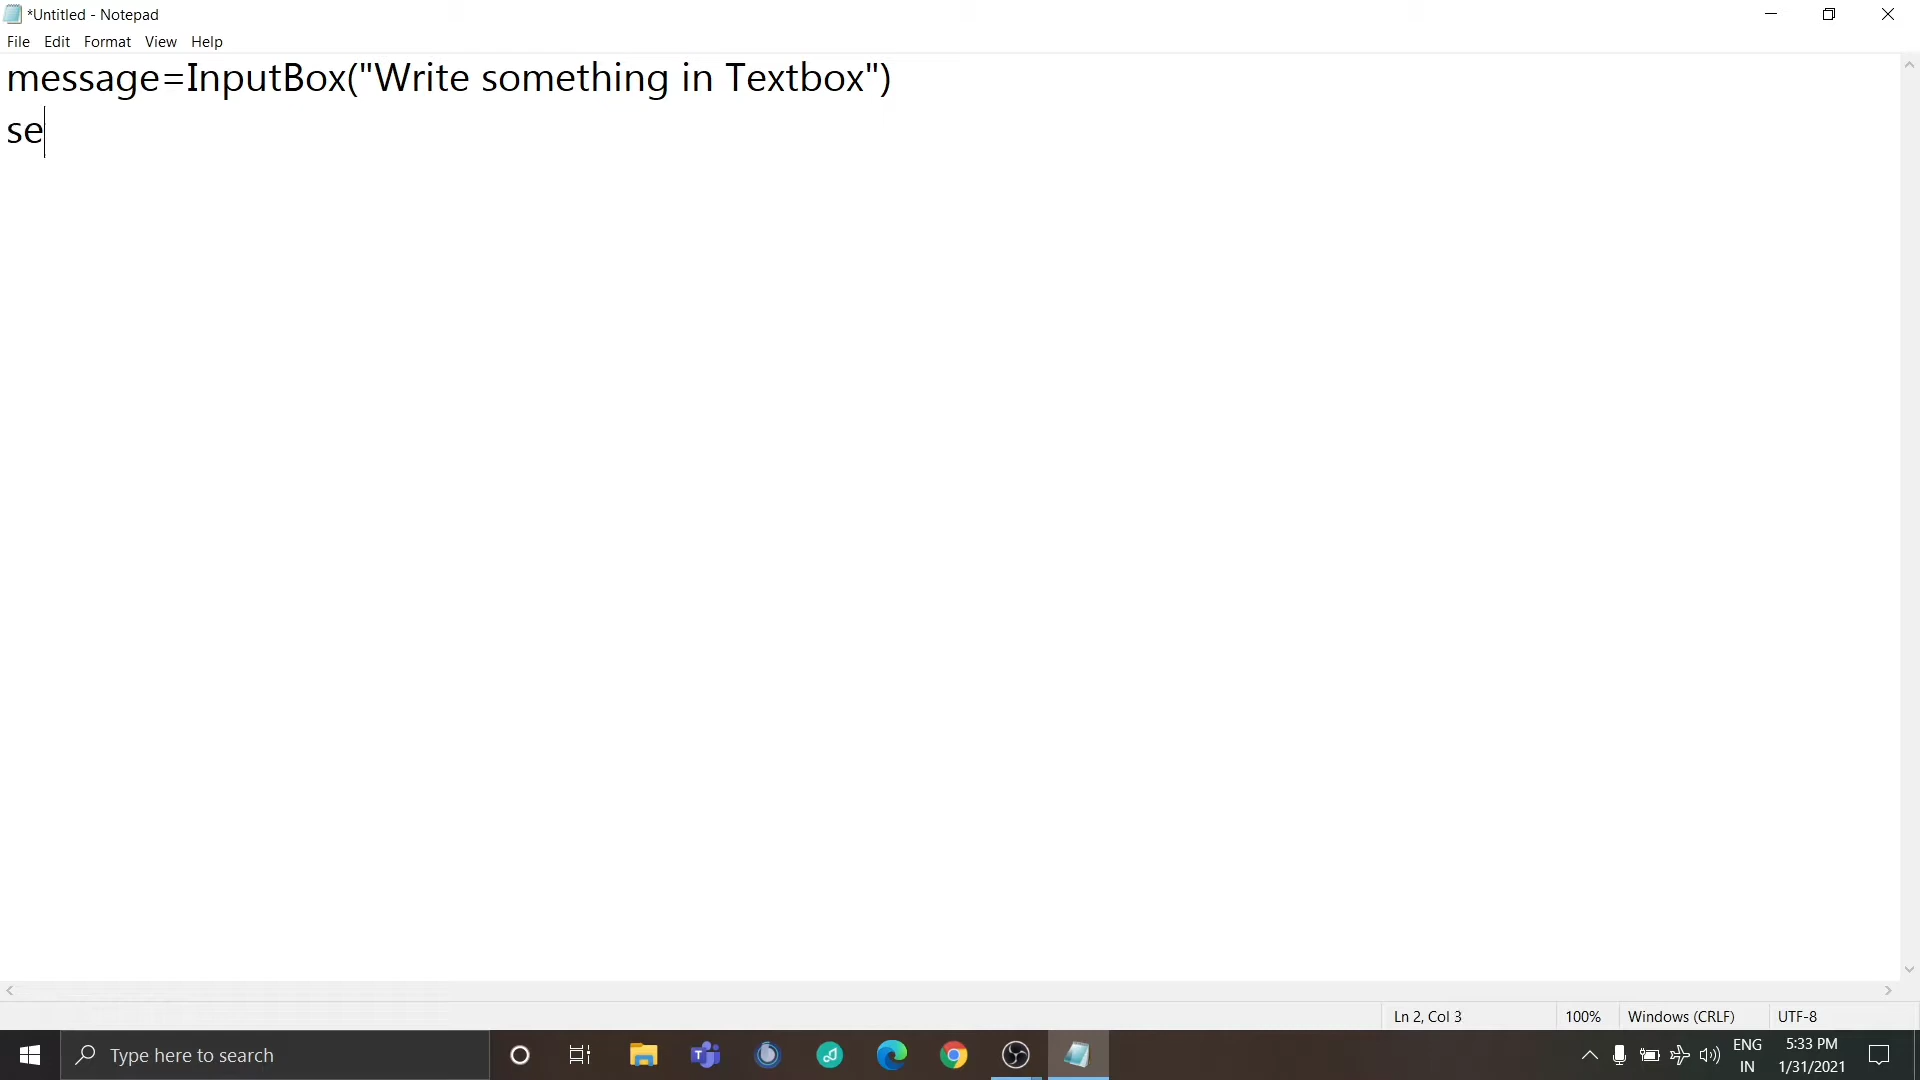 *Untitled - Notepad
File Edit Format View Help
message=InputBox("Write something in Textbox")
se
Ln 2, Col 3 100% Windows (CRLF) UTF-8
Type here to search
ENG 5:33 PM
IN 1/31/2021